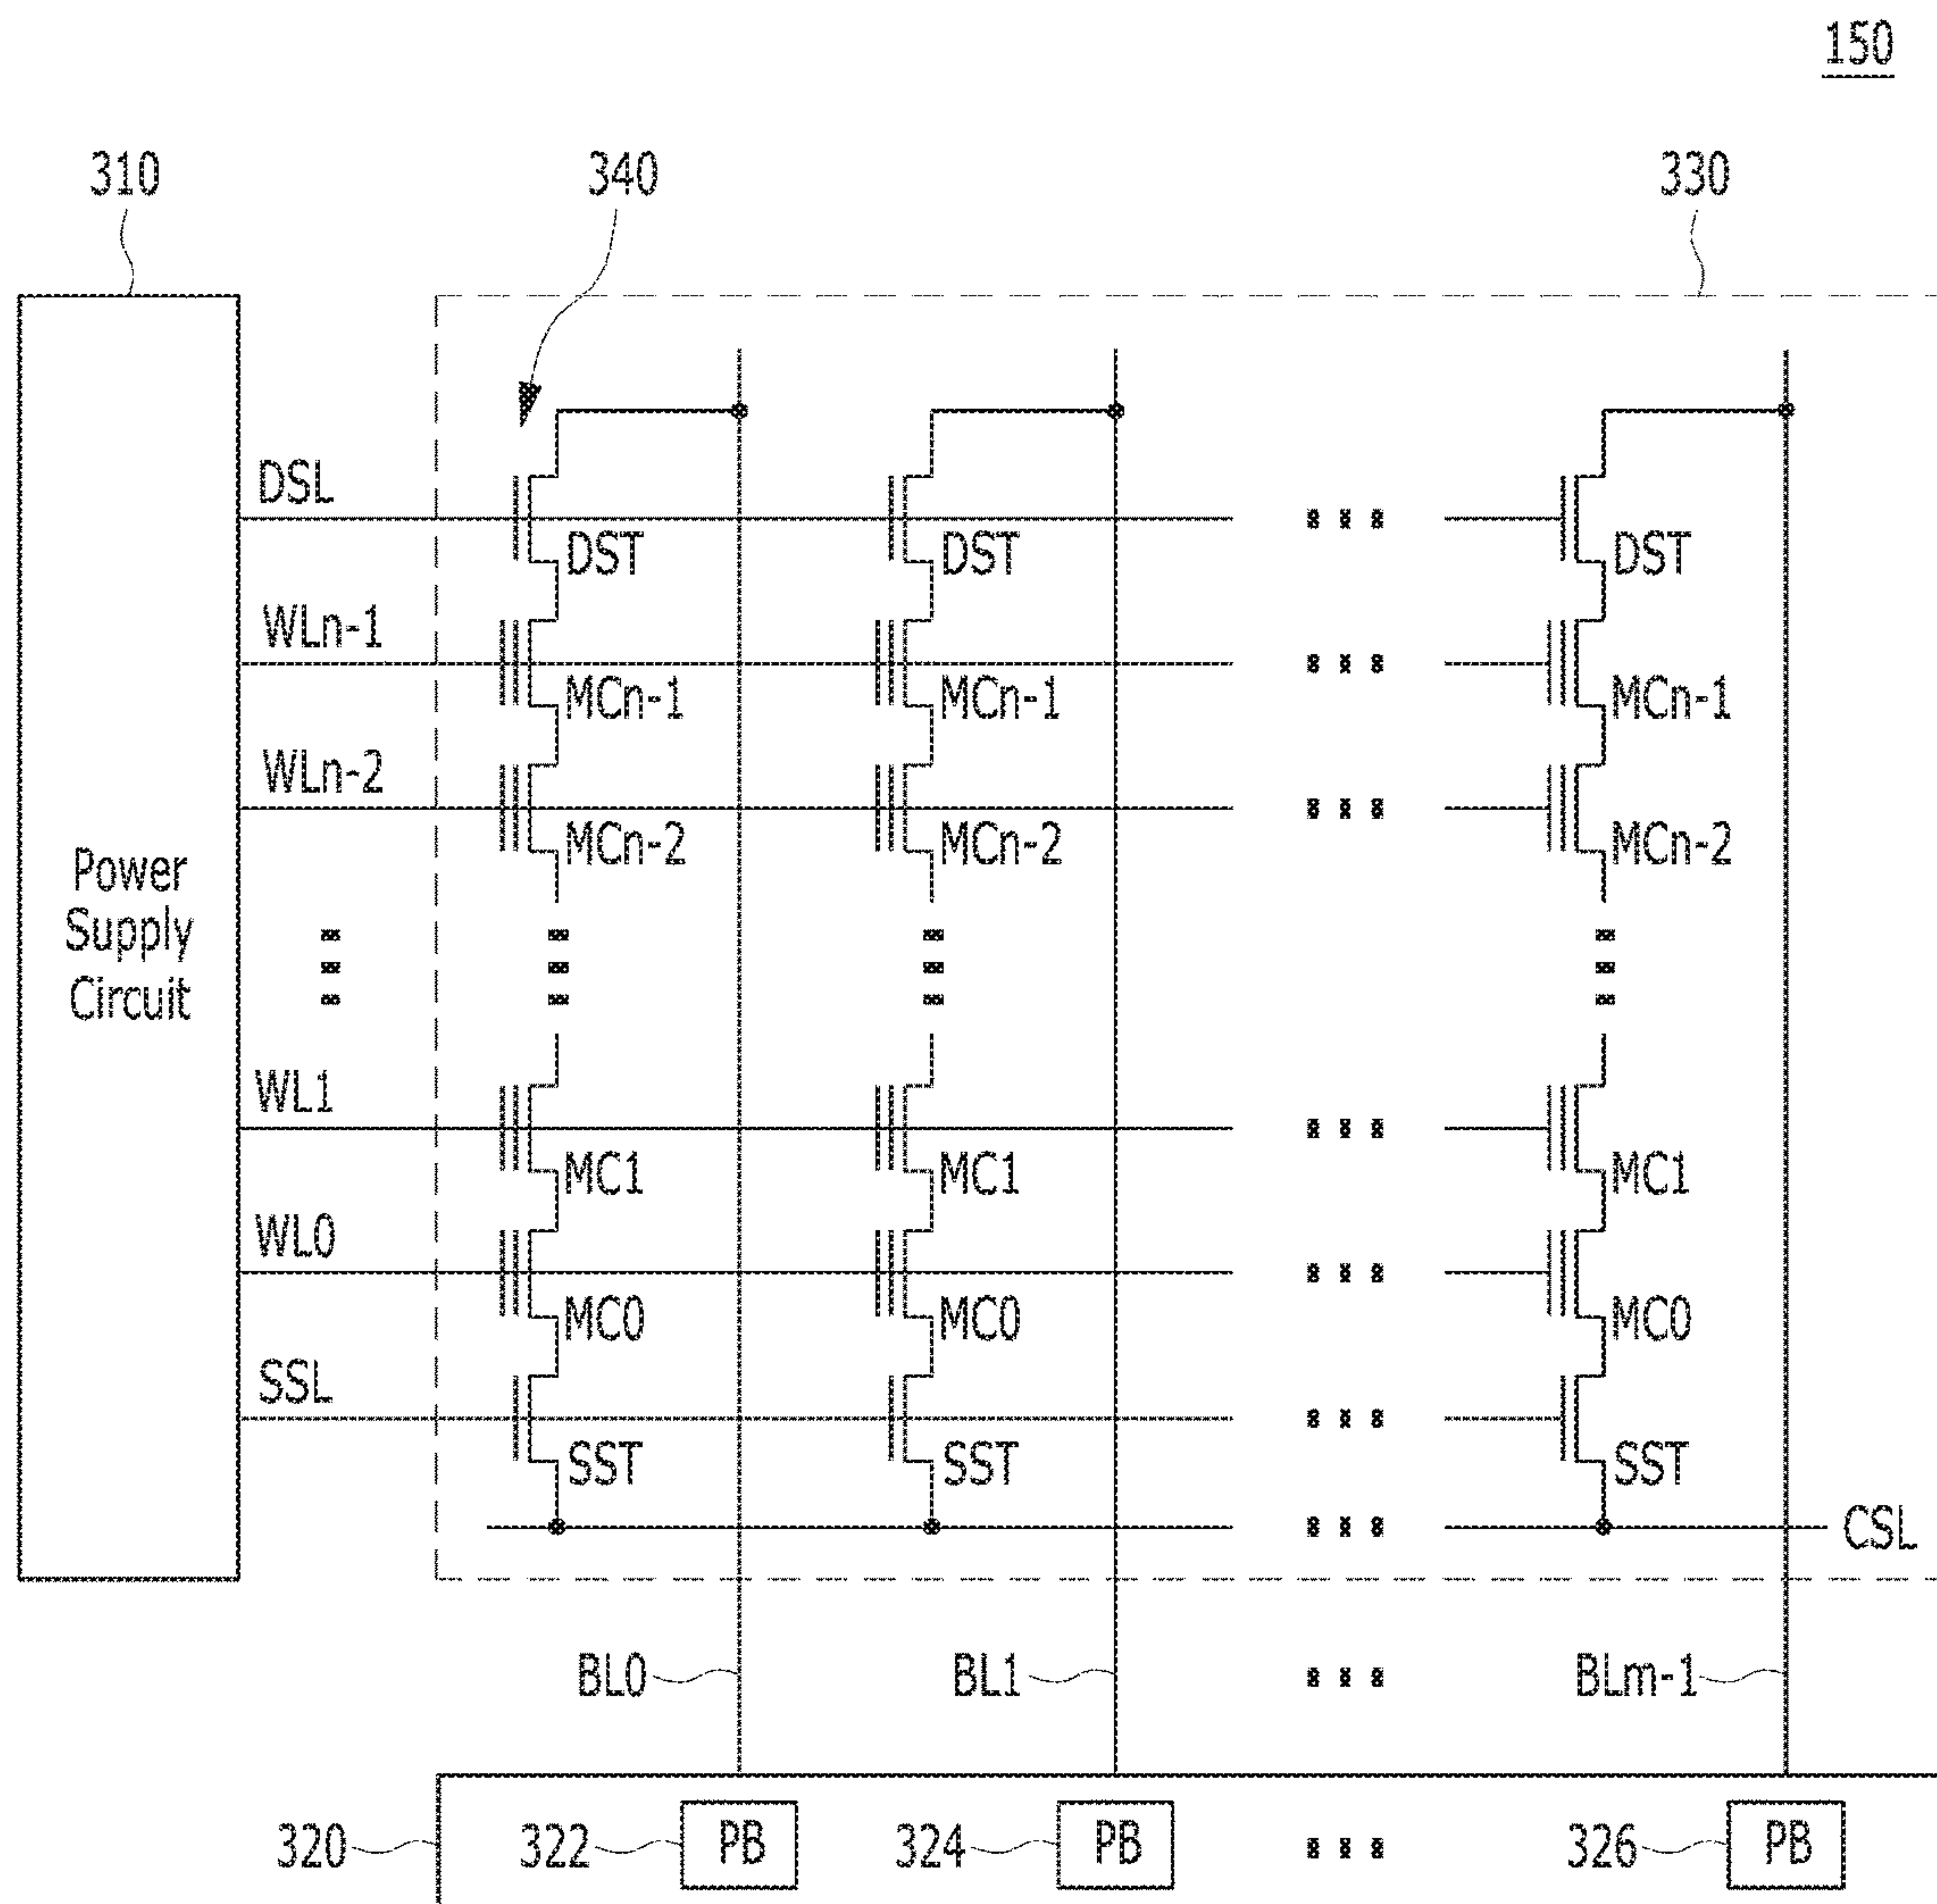 150
310 340 330
DSL
DST DST DST
WLn-1
MCn-1 MCn-1 MCn-1
WLn-2
MCn-2 MCn-2 MCn-2
Power
Supply
Circuit
WL1
MC1 MC1 MC1
WL0
MC0 MC0 MC0
SSL
SST SST SST
CSL
BL0 BL1 BLm-1
320 322 PB 324 PB 326 PB